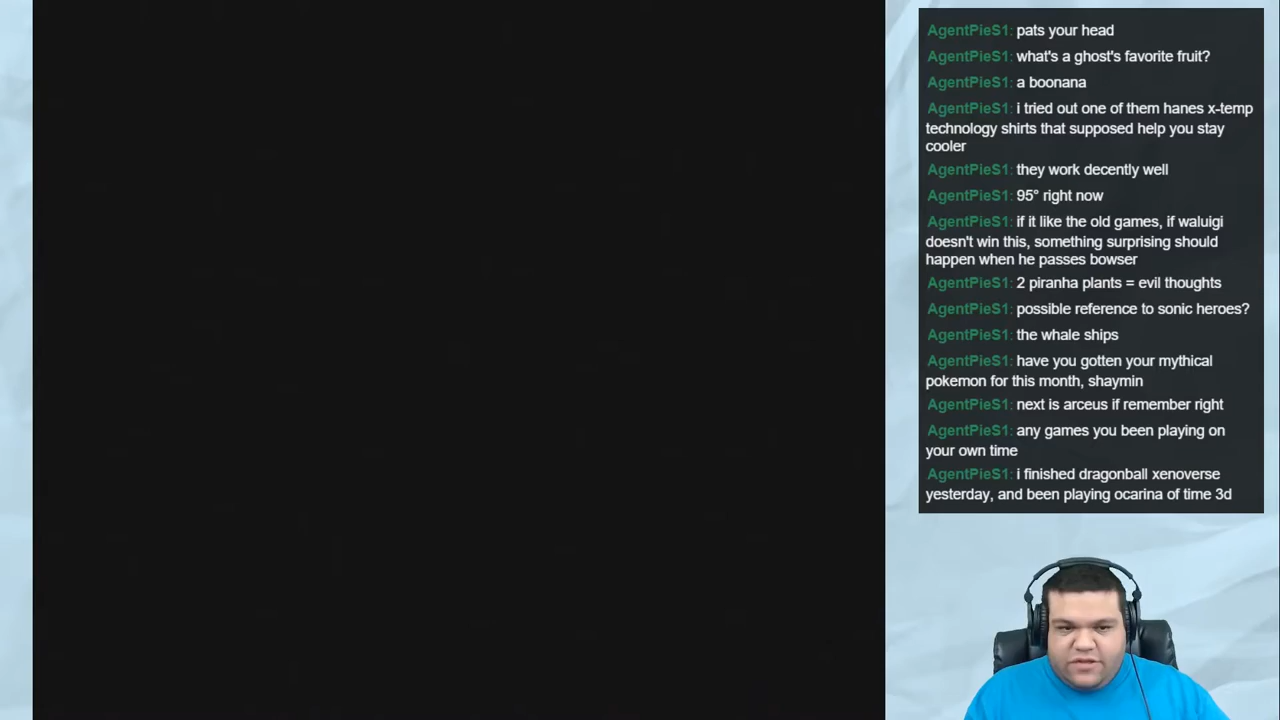 AgentPieS1: pats your head
AgentPieS1: what's a ghost's favorite fruit?
AgentPieS1: a boonana
AgentPieS1: i tried out one of them hanes x-temp
technology shirts that supposed help you stay
cooler
AgentPieS1: they work decently well
AgentPieS1: 95° right now
AgentPieS1: if it like the old games, if waluigi
doesn't win this, something surprising should
happen when he passes bowser
AgentPieS1: 2 piranha plants = evil thoughts
AgentPieS1: possible reference to sonic heroes?
AgentPieS1: the whale ships
AgentPieS1: have you gotten your mythical
pokemon for this month, shaymin
AgentPieS1: next is arceus if remember right
AgentPieS1: any games you been playing on
your own time
AgentPieS1: i finished dragonball xenoverse
yesterday, and been playing ocarina of time 3d